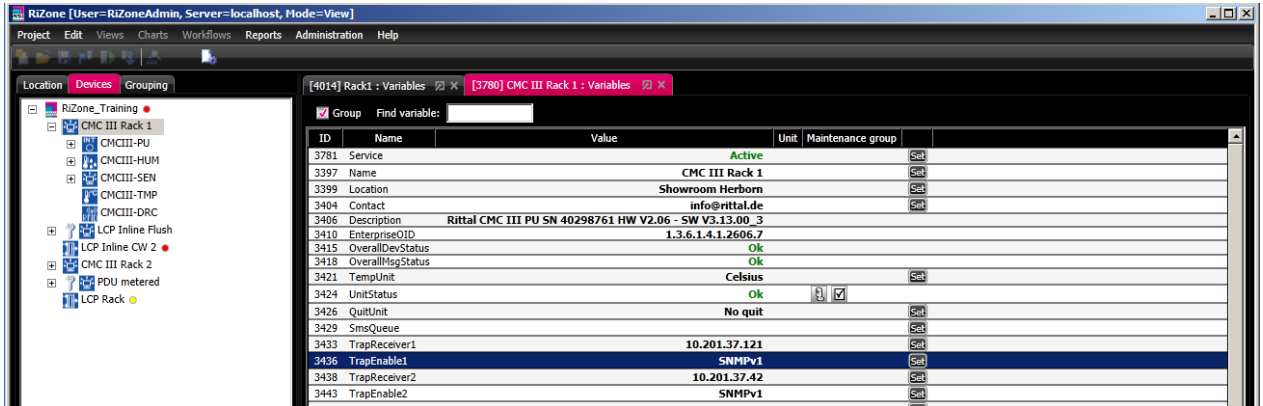 RiZone [User=RiZoneAdmin, Server=localhost, Mode=View]
Project Edit Views Charts Workflows Reports Administration Help
Location Devices Grouping
[4014] Rack1 : Variables [3780] CMC III Rack 1 : Variables
RiZone_Training
CMC III Rack 1
CMCIII-PU
CMCIII-HUM
CMCIII-SEN
CMCIII-TMP
CMCIII-DRC
LCP Inline Flush
LCP Inline CW 2
CMC III Rack 2
PDU metered
LCP Rack
Group Find variable:
ID Name Value Unit Maintenance group
3781 Service Active Set
3397 Name CMC III Rack 1 Set
3399 Location Showroom Herborn Set
3404 Contact info@rittal.de Set
3406 Description Rittal CMC III PU SN 40298761 HW V2.06 - SW V3.13.00_3
3410 EnterpriseOID 1.3.6.1.4.1.2606.7
3415 OverallDevStatus Ok
3418 OverallMsgStatus Ok
3421 TempUnit Celsius Set
3424 UnitStatus Ok
3426 QuitUnit No quit Set
3429 SmsQueue Set
3433 TrapReceiver1 10.201.37.121 Set
3436 TrapEnable1 SNMPv1 Set
3438 TrapReceiver2 10.201.37.42 Set
3443 TrapEnable2 SNMPv1 Set